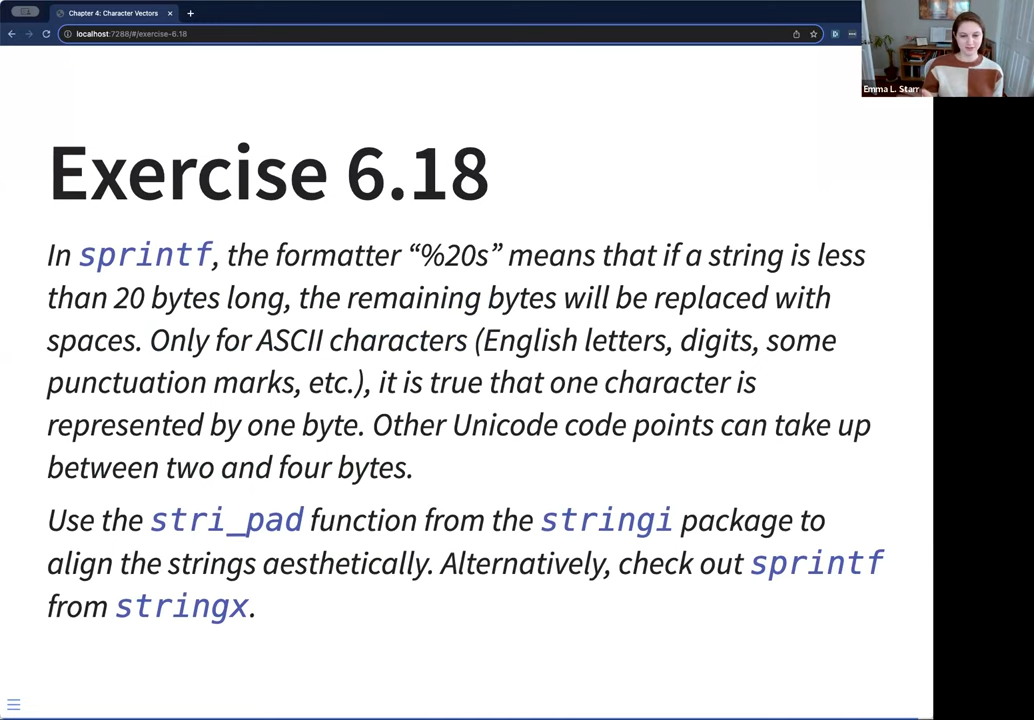 Chapter 4: Character Vectors
localhost:7288/#/exercise-6.18
Emma L. Starr
Exercise 6.18
In sprintf, the formatter “%20s” means that if a string is less
than 20 bytes long, the remaining bytes will be replaced with
spaces. Only for ASCII characters (English letters, digits, some
punctuation marks, etc.), it is true that one character is
represented by one byte. Other Unicode code points can take up
between two and four bytes.
Use the stri_pad function from the stringi package to
align the strings aesthetically. Alternatively, check out sprintf
from stringx.